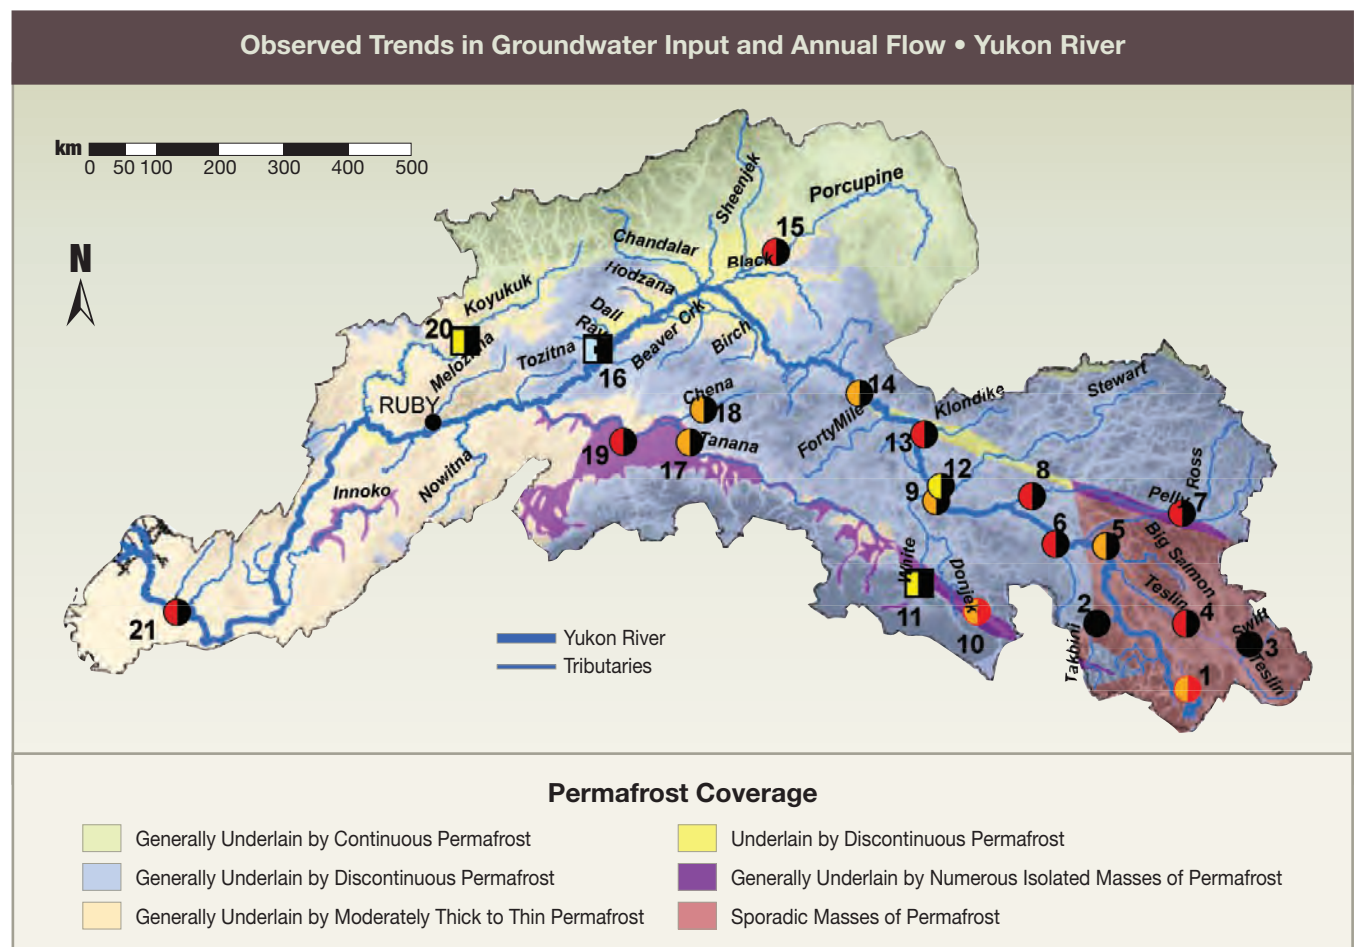 Observed Trends in Groundwater Input and Annual Flow • Yukon River
km
0 50 100 200 300 400 500
N
Sheenjek
Porcupine
15
Chandalar
Black
Hodzana
Koyukuk
Dall
Ray
Beaver Crk
Birch
20
Melozitna
Tozitna
16
RUBY
Chena
18
14
Klondike
Stewart
FortyMile
13
Tanana
19
17
Nowitna
Innoko
12
9
8
Ross
Pelly
7
6
5
Big Salmon
White
Donjek
Teslin
11
10
2
4
Swift
3
Takhini
Teslin
1
21
Yukon River
Tributaries
Permafrost Coverage
Generally Underlain by Continuous Permafrost
Underlain by Discontinuous Permafrost
Generally Underlain by Discontinuous Permafrost
Generally Underlain by Numerous Isolated Masses of Permafrost
Generally Underlain by Moderately Thick to Thin Permafrost
Sporadic Masses of Permafrost